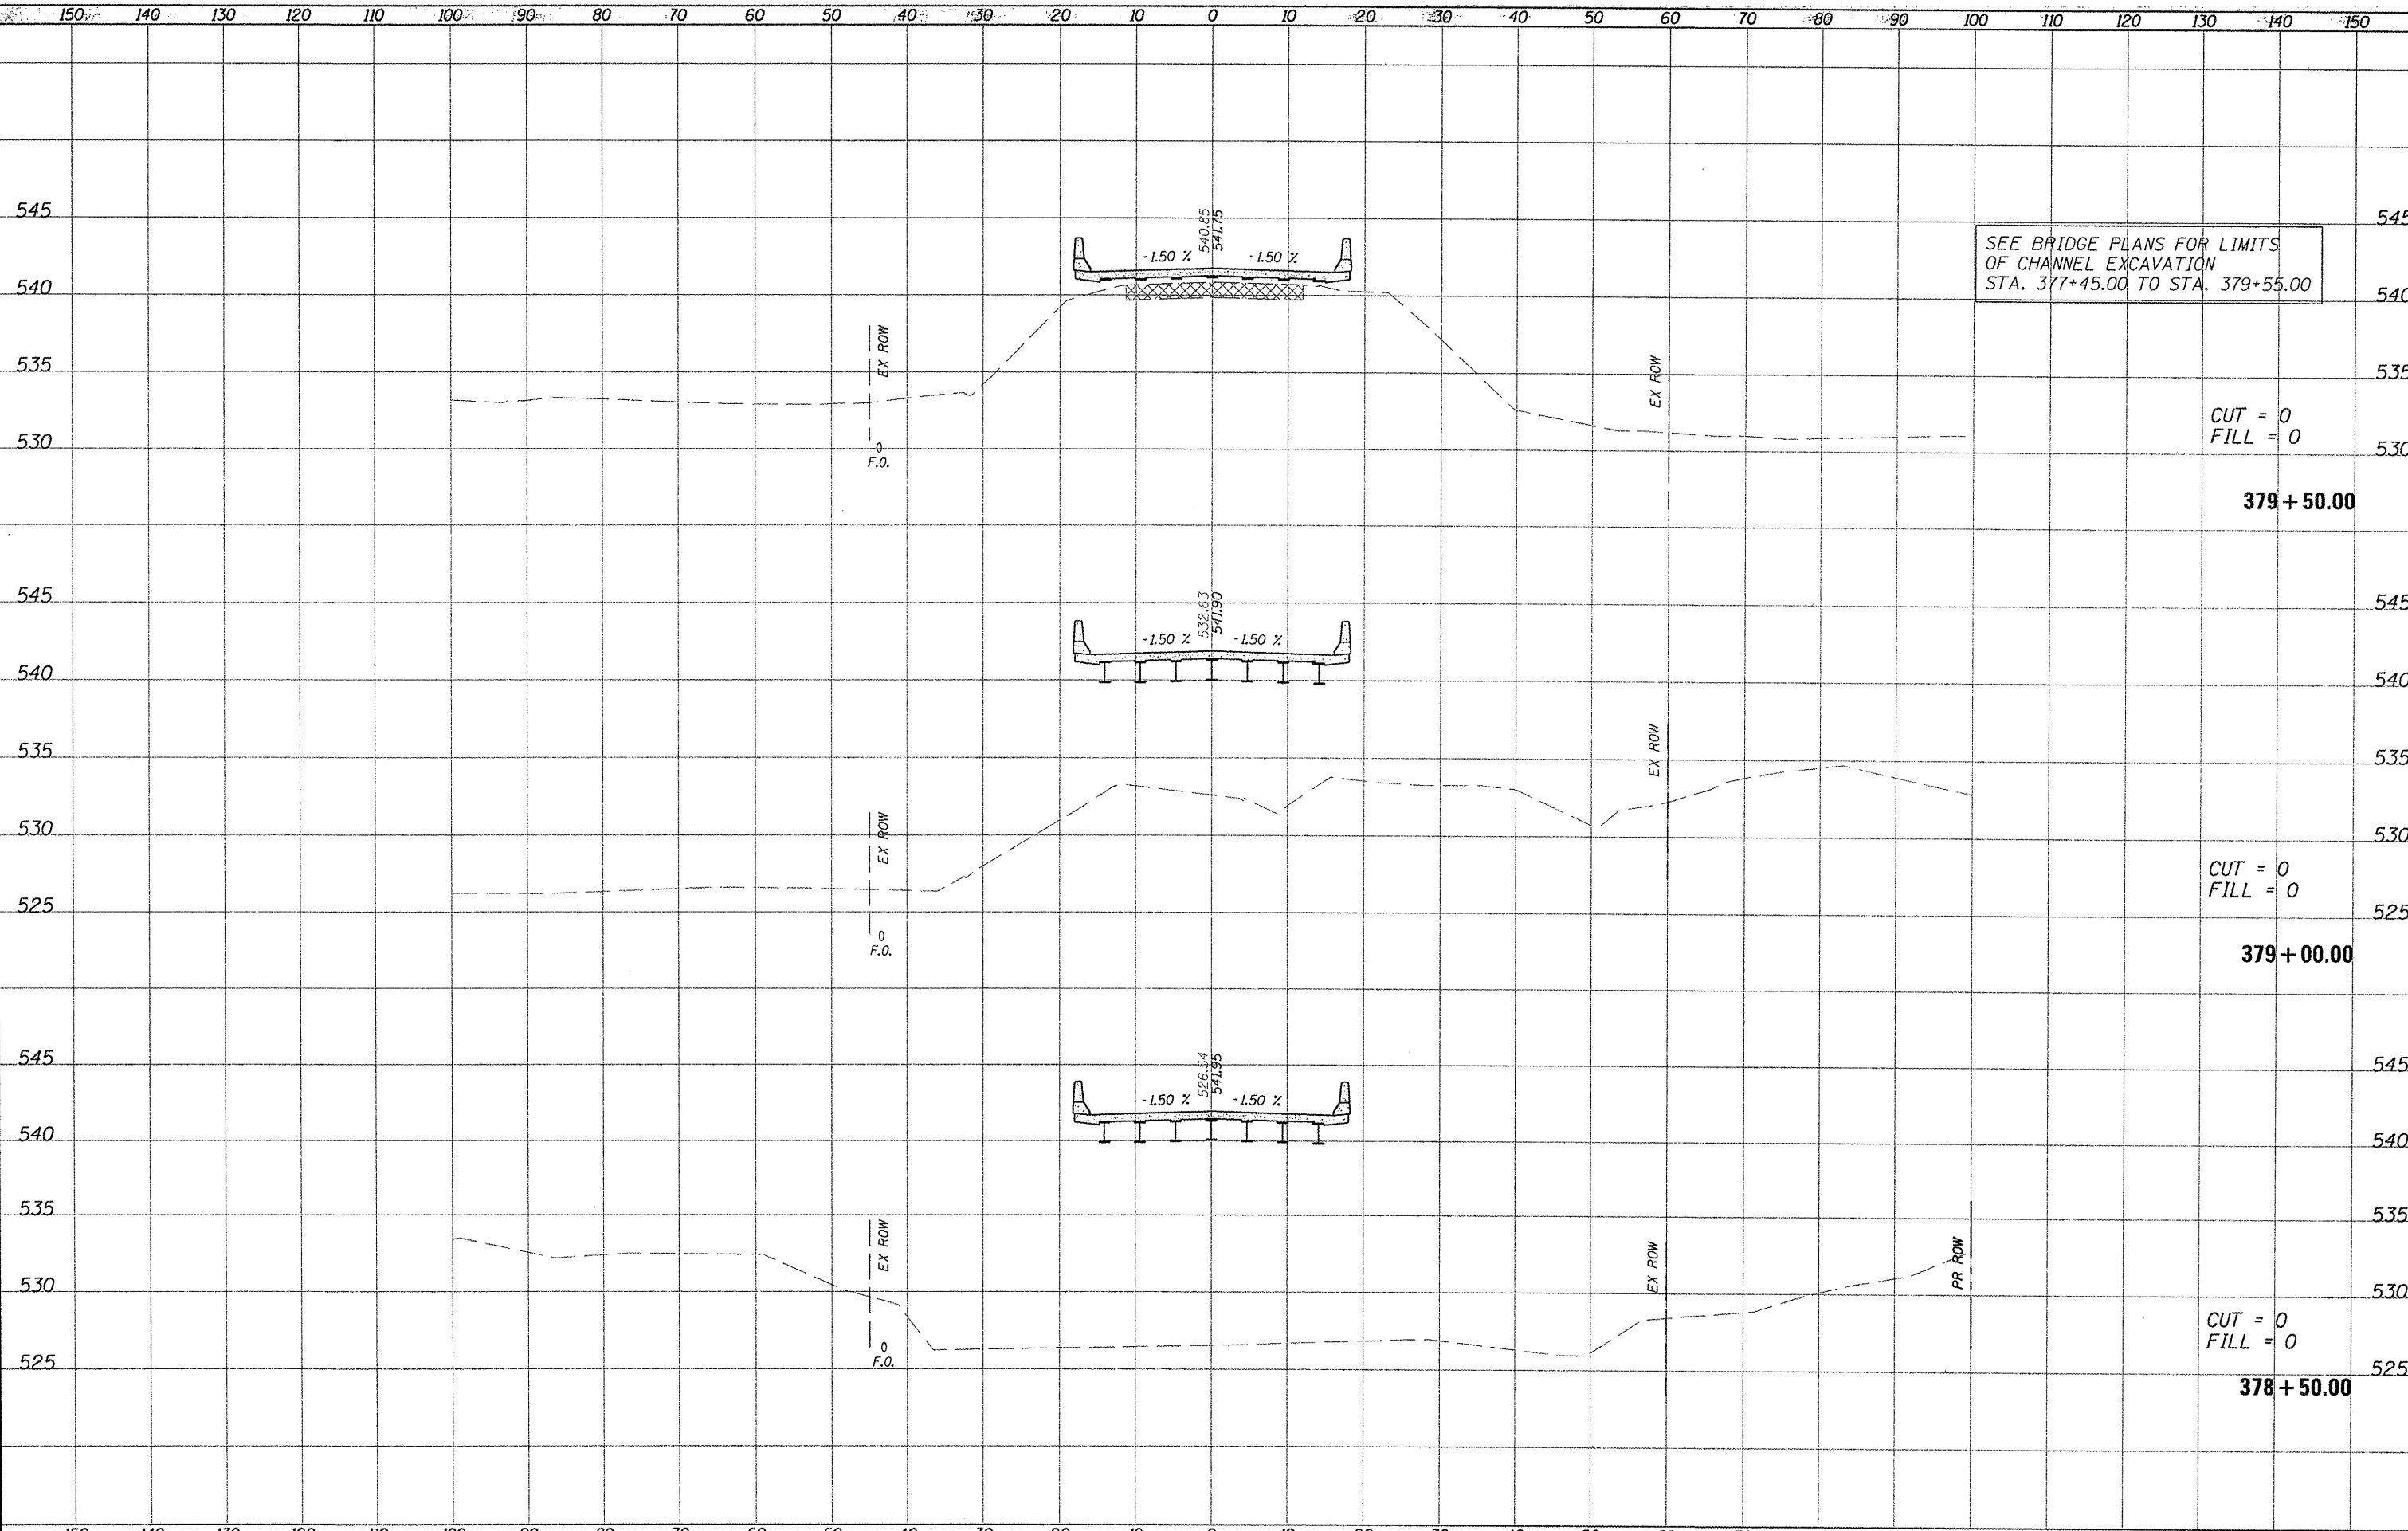 150 140 130 120 110 100 90 80 70 60 50 40 30 20 10 0 10 20 30 40 50 60 70 80 90 100 110 120 130 140 150
545 545
540.85
541.75
-1.50 % -1.50 %
SEE BRIDGE PLANS FOR LIMITS
OF CHANNEL EXCAVATION
STA. 377+45.00 TO STA. 379+55.00
540 540
EX ROW
EX ROW
535 535
CUT = 0
FILL = 0
530 530
0
F.O.
379+50.00
545 545
532.63
541.90
-1.50 % -1.50 %
540 540
EX ROW
535 535
EX ROW
530 530
CUT = 0
FILL = 0
525 525
0
F.O.
379+00.00
545 545
526.54
541.95
-1.50 % -1.50 %
540 540
535 535
EX ROW
EX ROW
PR ROW
530 530
CUT = 0
FILL = 0
0
F.O.
525 525
378+50.00